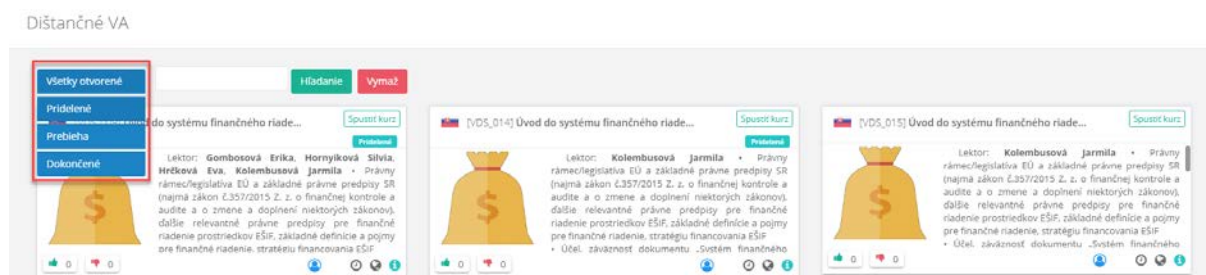 Dištančné VA
Všetky otvorené
Hľadanie
Vymaž
Pridelené
Prebieha
Dokončené
do systému finančného riade...
Spustiť kurz
Pridelené
Lektor: Gombosová Erika, Hornyíková Silvia,
Hrčková Eva, Kolembusová Jarmila • Právny
rámec/legislatíva EÚ a základné právne predpisy SR
(najmä zákon č.357/2015 Z. z. o finančnej kontrole a
audite a o zmene a doplnení niektorých zákonov),
ďalšie relevantné právne predpisy pre finančné
riadenie prostriedkov EŠIF, základné definície a pojmy
pre finančné riadenie, stratégiu financovania EŠIF
0 0
[VDS_014] Úvod do systému finančného riade...
Spustiť kurz
Pridelené
Lektor: Kolembusová Jarmila • Právny
rámec/legislatíva EÚ a základné právne predpisy SR
(najmä zákon č.357/2015 Z. z. o finančnej kontrole a
audite a o zmene a doplnení niektorých zákonov),
ďalšie relevantné právne predpisy pre finančné
riadenie prostriedkov EŠIF, základné definície a pojmy
pre finančné riadenie, stratégiu financovania EŠIF
• Účel, záväznosť dokumentu „Systém finančného
0 0
[VDS_015] Úvod do systému finančného riade...
Spustiť kurz
Lektor: Kolembusová Jarmila • Právny
rámec/legislatíva EÚ a základné právne predpisy SR
(najmä zákon č.357/2015 Z. z. o finančnej kontrole a
audite a o zmene a doplnení niektorých zákonov),
ďalšie relevantné právne predpisy pre finančné
riadenie prostriedkov EŠIF, základné definície a pojmy
pre finančné riadenie, stratégiu financovania EŠIF
• Účel, záväznosť dokumentu „Systém finančného
0 0